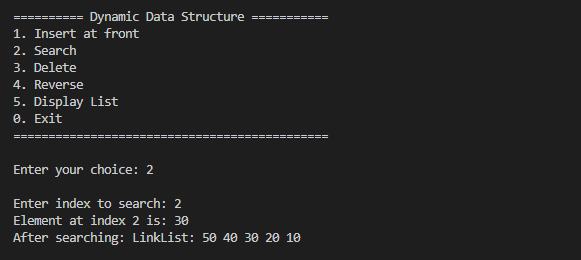 ========== Dynamic Data Structure ===========
1. Insert at front
2. Search
3. Delete
4. Reverse
5. Display List
0. Exit
=============================================
Enter your choice: 2
Enter index to search: 2
Element at index 2 is: 30
After searching: LinkList: 50 40 30 20 10